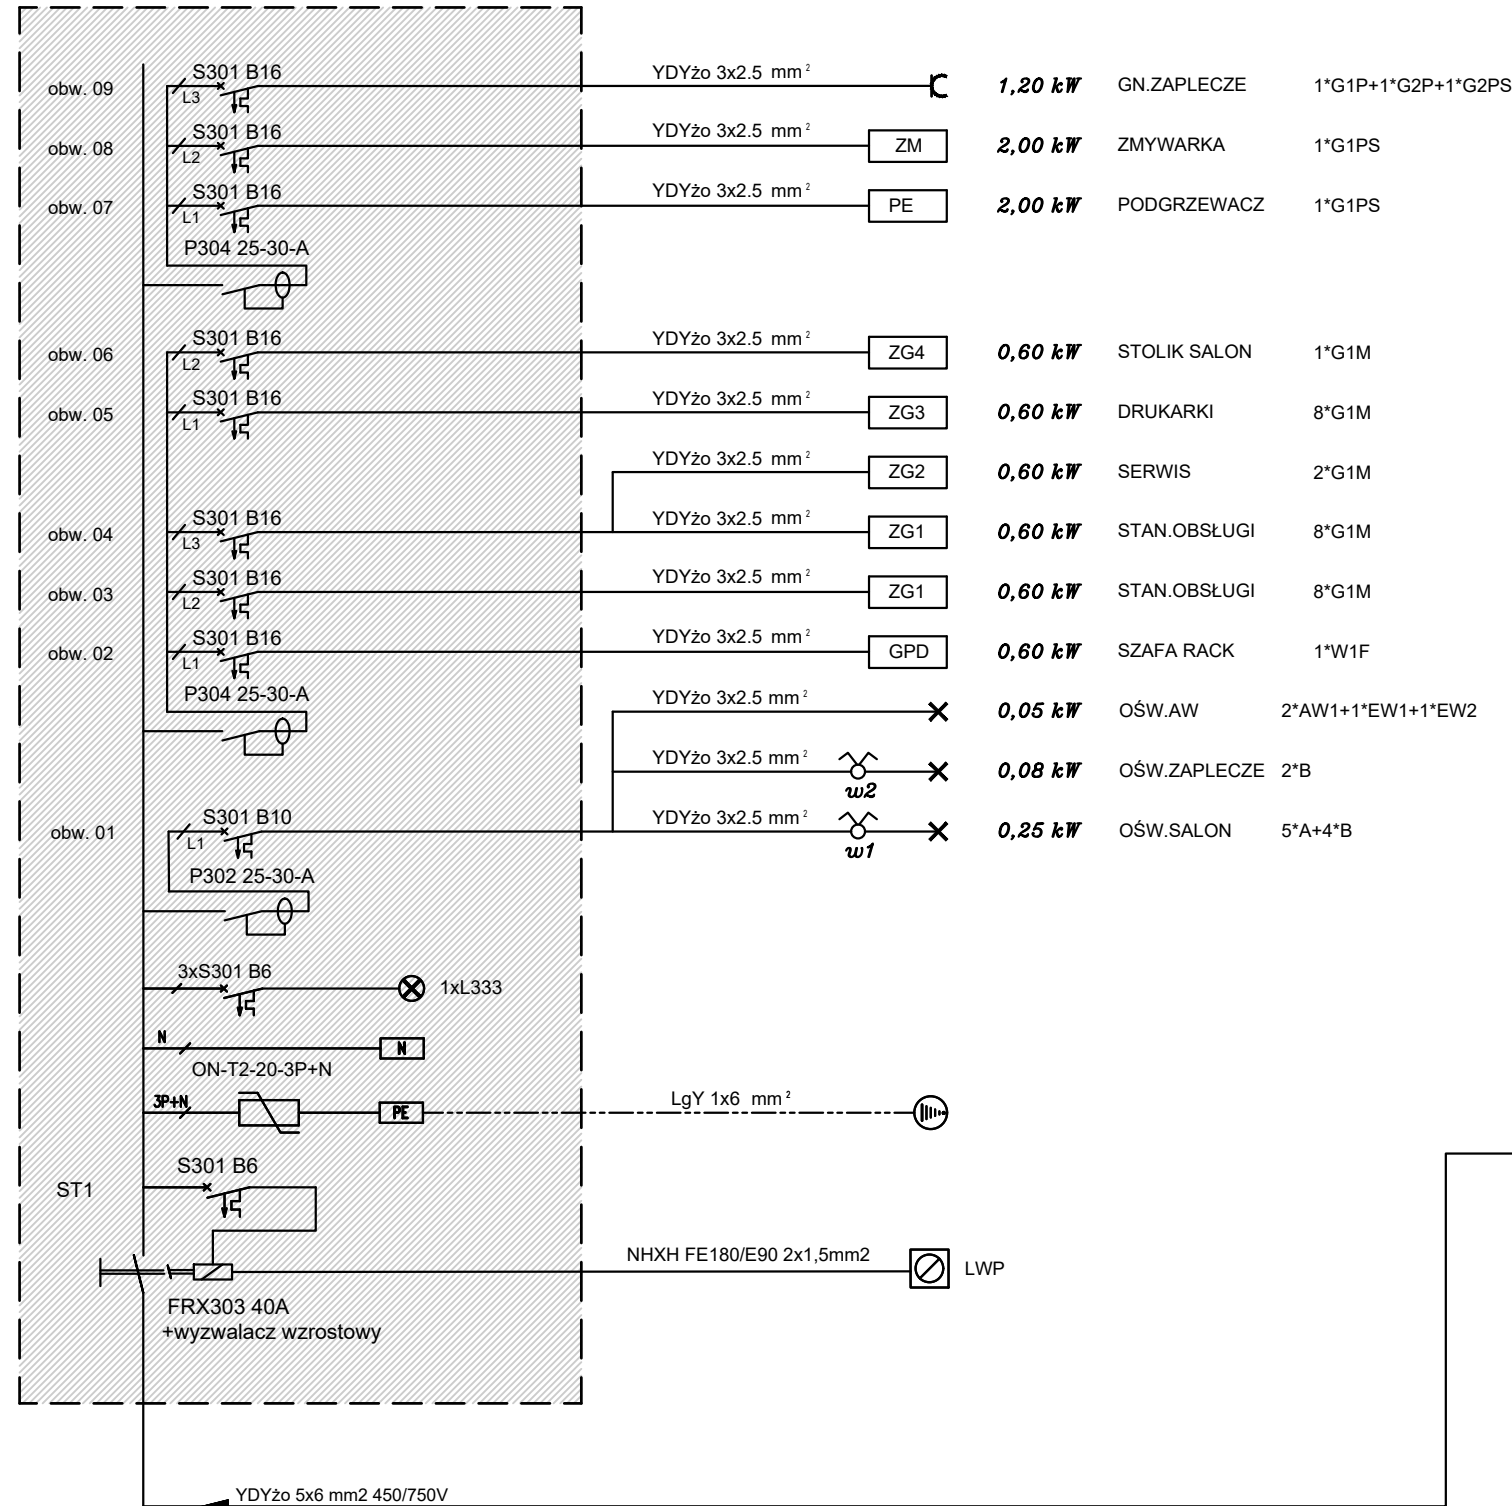 obw. 09 S301 B16 L3 YDYżo 3x2.5 mm² 1,20 kW GN.ZAPLECZE 1*G1P+1*G2P+1*G2PS
obw. 08 S301 B16 L2 YDYżo 3x2.5 mm² ZM 2,00 kW ZMYWARKA 1*G1PS
obw. 07 S301 B16 L1 YDYżo 3x2.5 mm² PE 2,00 kW PODGRZEWACZ 1*G1PS
P304 25-30-A
obw. 06 S301 B16 L2 YDYżo 3x2.5 mm² ZG4 0,60 kW STOLIK SALON 1*G1M
obw. 05 S301 B16 L1 YDYżo 3x2.5 mm² ZG3 0,60 kW DRUKARKI 8*G1M
YDYżo 3x2.5 mm² ZG2 0,60 kW SERWIS 2*G1M
obw. 04 S301 B16 L3 YDYżo 3x2.5 mm² ZG1 0,60 kW STAN.OBSŁUGI 8*G1M
obw. 03 S301 B16 L2 YDYżo 3x2.5 mm² ZG1 0,60 kW STAN.OBSŁUGI 8*G1M
obw. 02 S301 B16 L1 YDYżo 3x2.5 mm² GPD 0,60 kW SZAFA RACK 1*W1F
P304 25-30-A
YDYżo 3x2.5 mm² 0,05 kW OŚW.AW 2*AW1+1*EW1+1*EW2
YDYżo 3x2.5 mm² w2 0,08 kW OŚW.ZAPLECZE 2*B
obw. 01 S301 B10 L1 YDYżo 3x2.5 mm² w1 0,25 kW OŚW.SALON 5*A+4*B
P302 25-30-A
3xS301 B6 1xL333
N N
ON-T2-20-3P+N
3P+N PE LgY 1x6 mm²
S301 B6
ST1
NHXH FE180/E90 2x1,5mm2 LWP
FRX303 40A
+wyzwalacz wzrostowy
YDYżo 5x6 mm2 450/750V